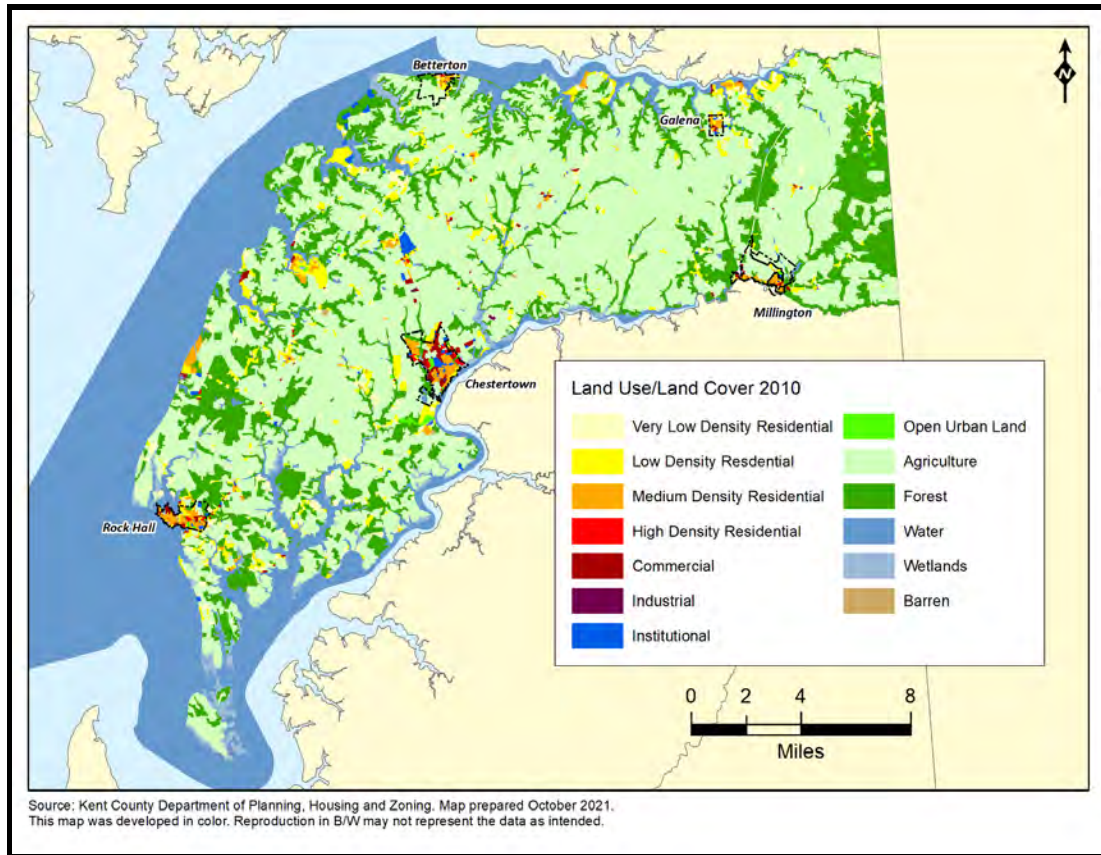 Betterton
N
Galena
Millington
Chestertown
Rock Hall
Land Use/Land Cover 2010
Very Low Density Residential
Low Density Resdential
Medium Density Residential
High Density Residential
Commercial
Industrial
Institutional
Open Urban Land
Agriculture
Forest
Water
Wetlands
Barren
0 2 4 8
Miles
Source: Kent County Department of Planning, Housing and Zoning. Map prepared October 2021.
This map was developed in color. Reproduction in B/W may not represent the data as intended.